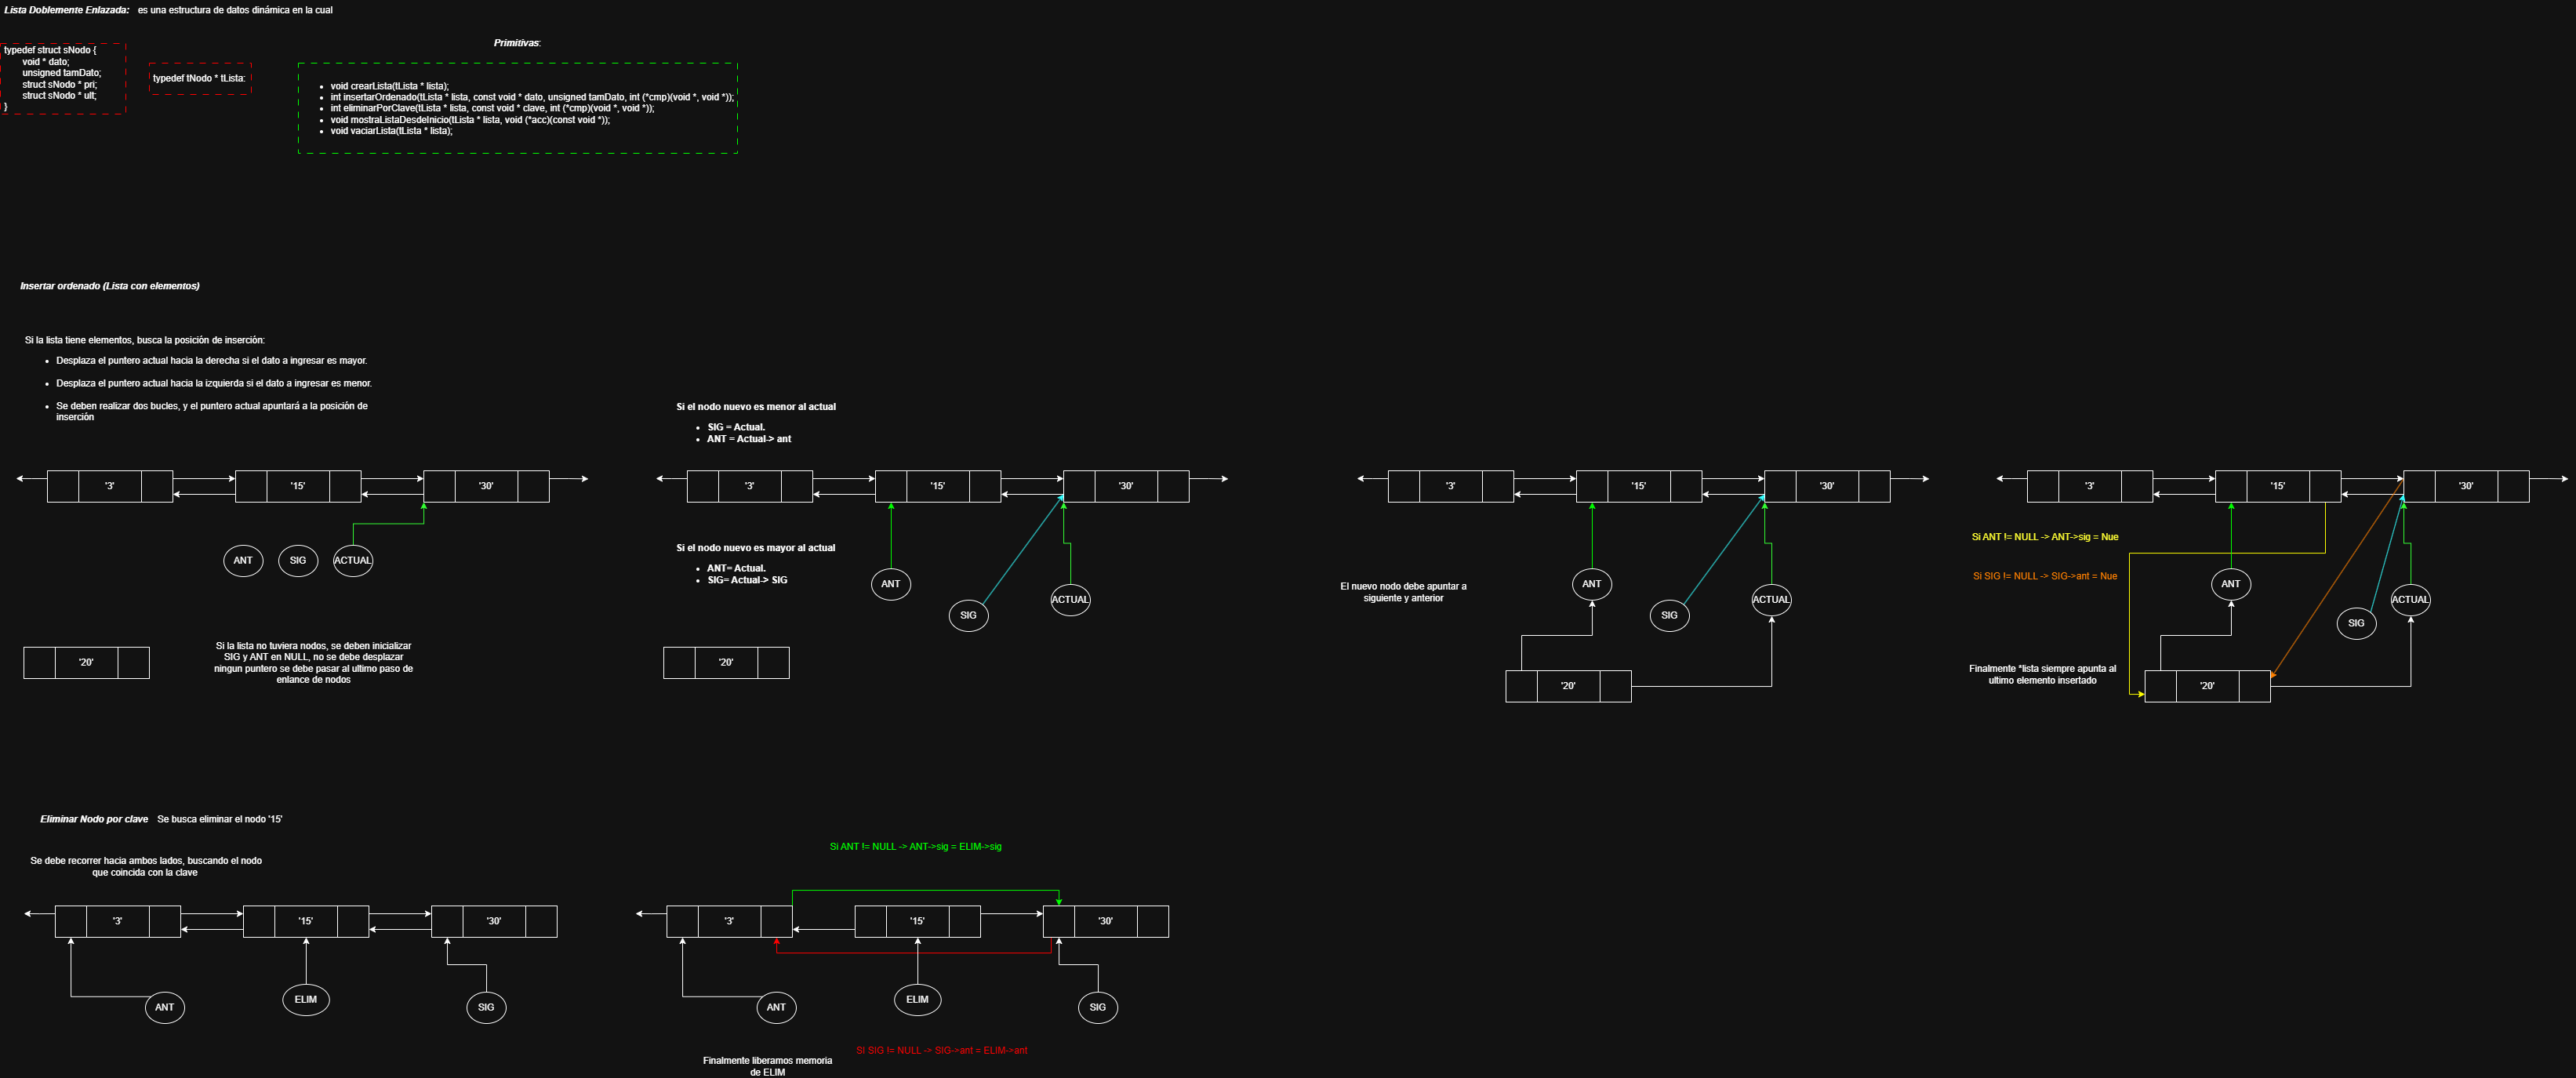 Lista Doblemente Enlazada: es una estructura de datos dinámica en la cual
Primitivas:
typedef struct sNodo {
void * dato;
unsigned tamDato;
struct sNodo * pri;
struct sNodo * ult;
}
typedef tNodo * tLista:
void crearLista(tLista * lista);
int insertarOrdenado(tLista * lista, const void * dato, unsigned tamDato, int (*cmp)(void *, void *));
int eliminarPorClave(tLista * lista, const void * clave, int (*cmp)(void *, void *));
void mostraListaDesdeInicio(tLista * lista, void (*acc)(const void *));
void vaciarLista(tLista * lista);
Insertar ordenado (Lista con elementos)
Si la lista tiene elementos, busca la posición de inserción:
Desplaza el puntero actual hacia la derecha si el dato a ingresar es mayor.
Desplaza el puntero actual hacia la izquierda si el dato a ingresar es menor.
Se deben realizar dos bucles, y el puntero actual apuntará a la posición de
inserción
'3'
'15'
'30'
ANT
SIG
ACTUAL
'20'
Si la lista no tuviera nodos, se deben inicializar
SIG y ANT en NULL, no se debe desplazar
ningun puntero se debe pasar al ultimo paso de
enlance de nodos
Si el nodo nuevo es menor al actual
SIG = Actual.
ANT = Actual-> ant
'3'
'15'
'30'
Si el nodo nuevo es mayor al actual
ANT= Actual.
SIG= Actual-> SIG
ANT
SIG
ACTUAL
'20'
'3'
'15'
'30'
El nuevo nodo debe apuntar a
siguiente y anterior
ANT
SIG
ACTUAL
'20'
'3'
'15'
'30'
Si ANT != NULL -> ANT->sig = Nue
Si SIG != NULL -> SIG->ant = Nue
ANT
SIG
ACTUAL
Finalmente *lista siempre apunta al
ultimo elemento insertado
'20'
Eliminar Nodo por clave Se busca eliminar el nodo '15'
Se debe recorrer hacia ambos lados, buscando el nodo
que coincida con la clave
'3'
'15'
'30'
ANT
ELIM
SIG
Si ANT != NULL -> ANT->sig = ELIM->sig
'3'
'15'
'30'
ANT
ELIM
SIG
SI SIG != NULL -> SIG->ant = ELIM->ant
Finalmente liberamos memoria
de ELIM